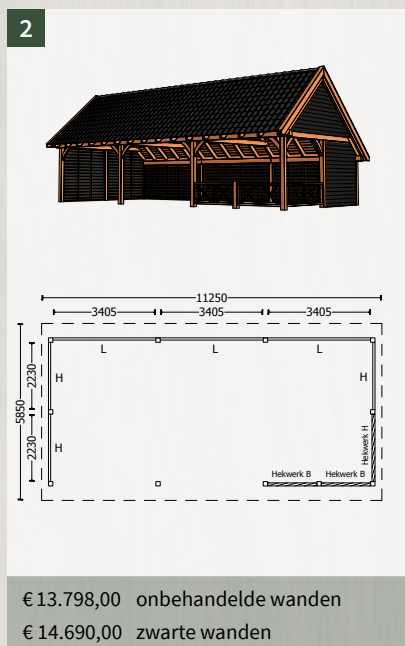 2
11250
3405 3405 3405
L L L
2230
H H
5850
2230
H
Hekwerk H
Hekwerk B Hekwerk B
€ 13.798,00 onbehandelde wanden
€ 14.690,00 zwarte wanden